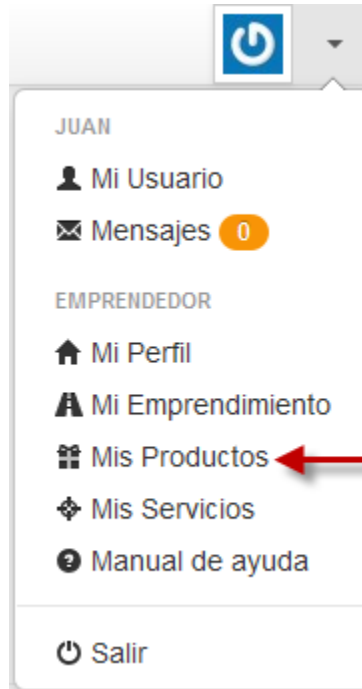 JUAN
Mi Usuario
Mensajes 0
EMPRENDEDOR
Mi Perfil
Mi Emprendimiento
Mis Productos
Mis Servicios
Manual de ayuda
Salir